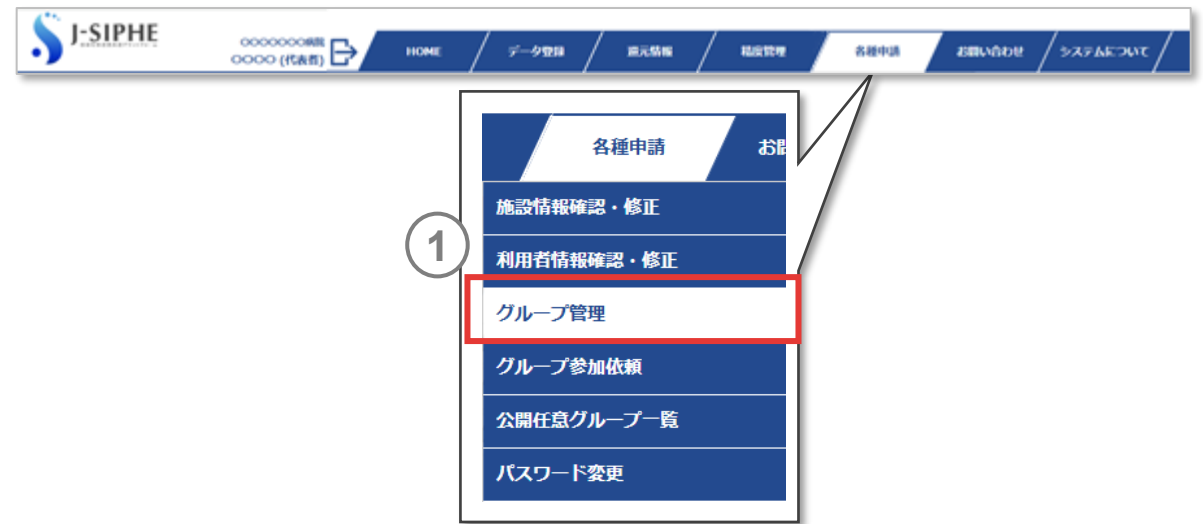 J-SIPHE
〇〇〇〇〇〇〇病院
〇〇〇〇 (代表者)
HOME
データ登録
還元情報
精度管理
各種申請
お問い合わせ
システムについて
各種申請
お問
施設情報確認・修正
1
利用者情報確認・修正
グループ管理
グループ参加依頼
公開任意グループ一覧
パスワード変更